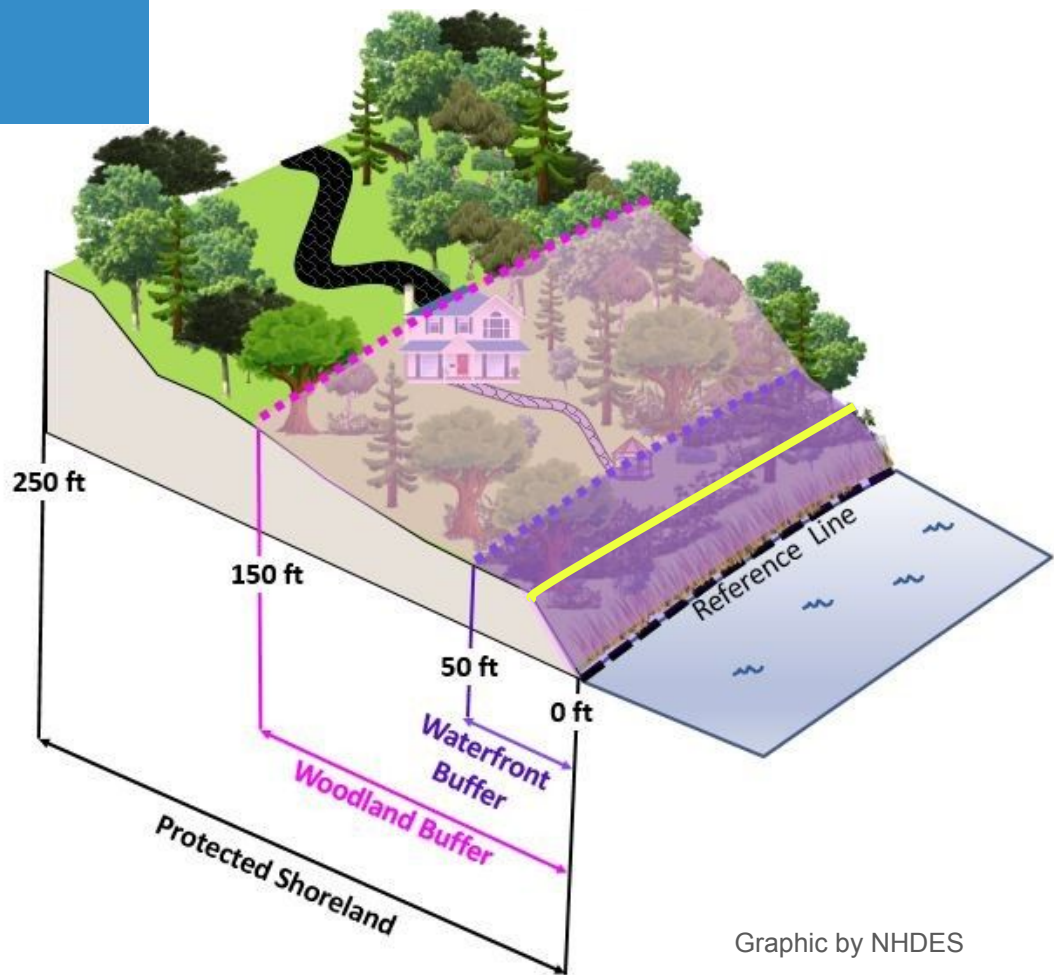 250 ft
150 ft
50 ft
0 ft
Reference Line
Waterfront
Buffer
Woodland Buffer
Protected Shoreland
Graphic by NHDES